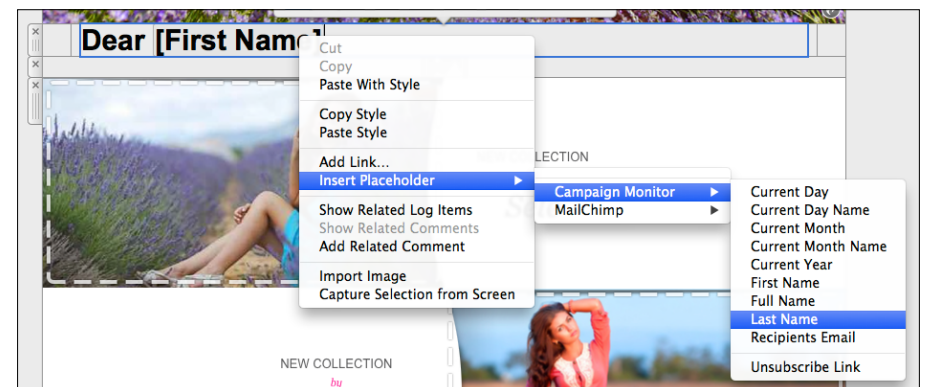 Dear [First Name]
Cut
Copy
Paste With Style
Copy Style
Paste Style
Add Link...
Insert Placeholder
Show Related Log Items
Show Related Comments
Add Related Comment
Import Image
Capture Selection from Screen
LECTION
Campaign Monitor
MailChimp
Current Day
Current Day Name
Current Month
Current Month Name
Current Year
First Name
Full Name
Last Name
Recipients Email
Unsubscribe Link
NEW COLLECTION
by